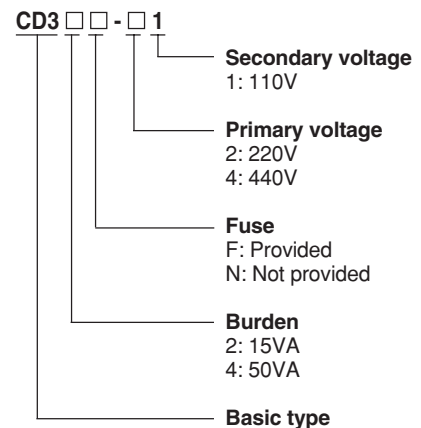 CD3 □ □ - □ 1
Secondary voltage
1: 110V
Primary voltage
2: 220V
4: 440V
Fuse
F: Provided
N: Not provided
Burden
2: 15VA
4: 50VA
Basic type